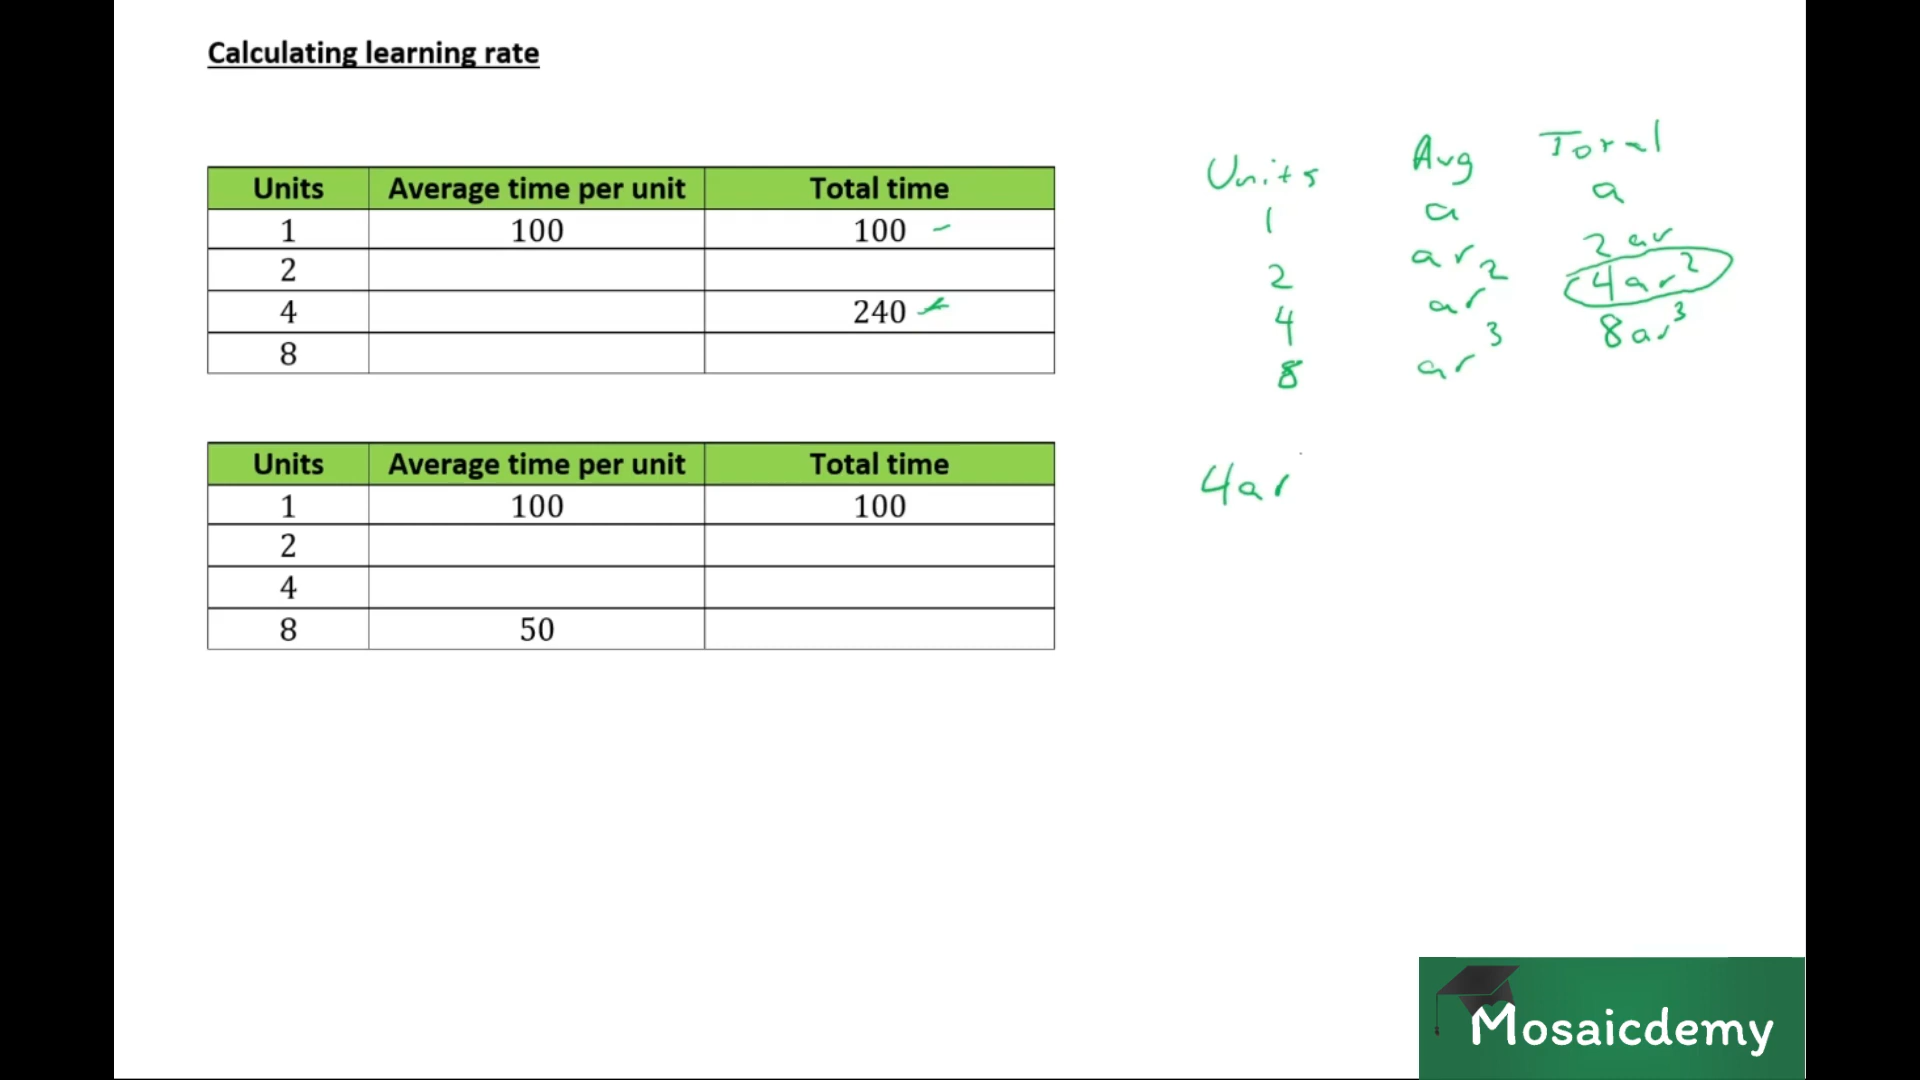 Calculating learning rate
Units Average time per unit Total time
1 100 100
2
4 240
8
Units Average time per unit Total time
1 100 100
2
4
8 50
Units Avg Total
1 a a
2 ar 2ar
4 ar² 4ar²
8 ar³ 8ar³
4ar
Mosaicdemy